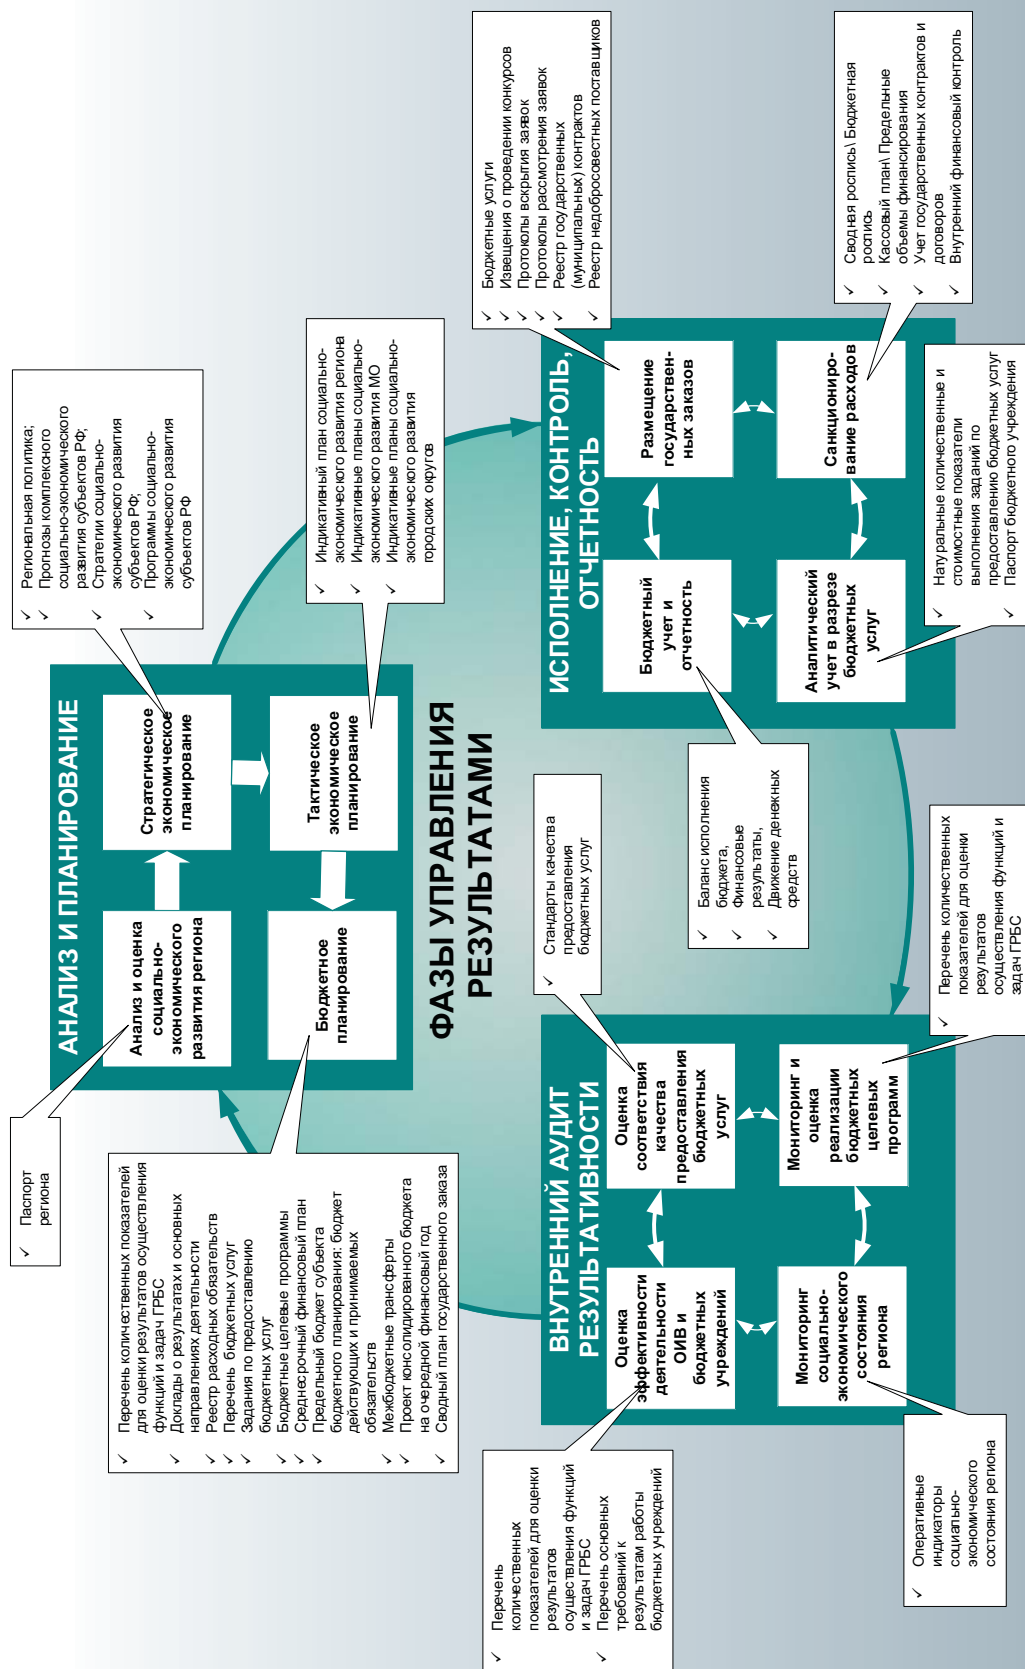 Паспорт
региона
Региональная политика;
Прогнозы комплексного
социально-экономического
развития субъектов РФ;
Стратегии социально-
экономического развития
субъектов РФ;
Программы социально-
экономического развития
субъектов РФ
АНАЛИЗ И ПЛАНИРОВАНИЕ
Анализ и оценка
социально-
экономического
развития региона
Стратегическое
экономическое
планирование
Бюджетное
планирование
Тактическое
экономическое
планирование
Перечень количественных показателей
для оценки результатов осуществления
функций и задач ГРБС
Доклады о результатах и основных
направлениях деятельности
Реестр расходных обязательств
Перечень бюджетных услуг
Задания по предоставлению
бюджетных услуг
Бюджетные целевые программы
Среднесрочный финансовый план
Предельный бюджет субъекта
бюджетного планирования: бюджет
действующих и принимаемых
обязательств
Межбюджетные трансферты
Проект консолидированного бюджета
на очередной финансовый год
Сводный план государственного заказа
Индикативный план социально-
экономического развития региона
Индикативные планы социально-
экономического развития МО
Индикативные планы социально-
экономического развития
городских округов
ФАЗЫ УПРАВЛЕНИЯ
РЕЗУЛЬТАТАМИ
Перечень
количественных
показателей для оценки
результатов
осуществления функций
и задач ГРБС
Перечень основных
требований к
результатам работы
бюджетных учреждений
Стандарты качества
предоставления
бюджетных услуг
Бюджетные услуги
Извещения о проведении конкурсов
Протоколы вскрытия заявок
Протоколы рассмотрения заявок
Реестр государственных
(муниципальных) контрактов
Реестр недобросовестных поставщиков
ВНУТРЕННИЙ АУДИТ
РЕЗУЛЬТАТИВНОСТИ
Оценка
эффективности
деятельности
ОИВ и
бюджетных
учреждений
Оценка
соответствия
качества
предоставления
бюджетных
услуг
Мониторинг
социально-
экономического
состояния
региона
Мониторинг и
оценка
реализации
бюджетных
целевых
программ
ИСПОЛНЕНИЕ, КОНТРОЛЬ,
ОТЧЕТНОСТЬ
Бюджетный
учет и
отчетность
Размещение
государствен-
ных заказов
Аналитический
учет в разрезе
бюджетных
услуг
Санкциониро-
вание расходов
Баланс исполнения
бюджета,
Финансовые
результаты,
Движение денежных
средств
Сводная роспись\ Бюджетная
роспись
Кассовый план\ Предельные
объемы финансирования
Учет государственных контрактов и
договоров
Внутренний финансовый контроль
Оперативные
индикаторы
социально-
экономического
состояния региона
Перечень количественных
показателей для оценки
результатов
осуществления функций и
задач ГРБС
Натуральные количественные и
стоимостные показатели
выполнения заданий по
предоставлению бюджетных услуг
Паспорт бюджетного учреждения